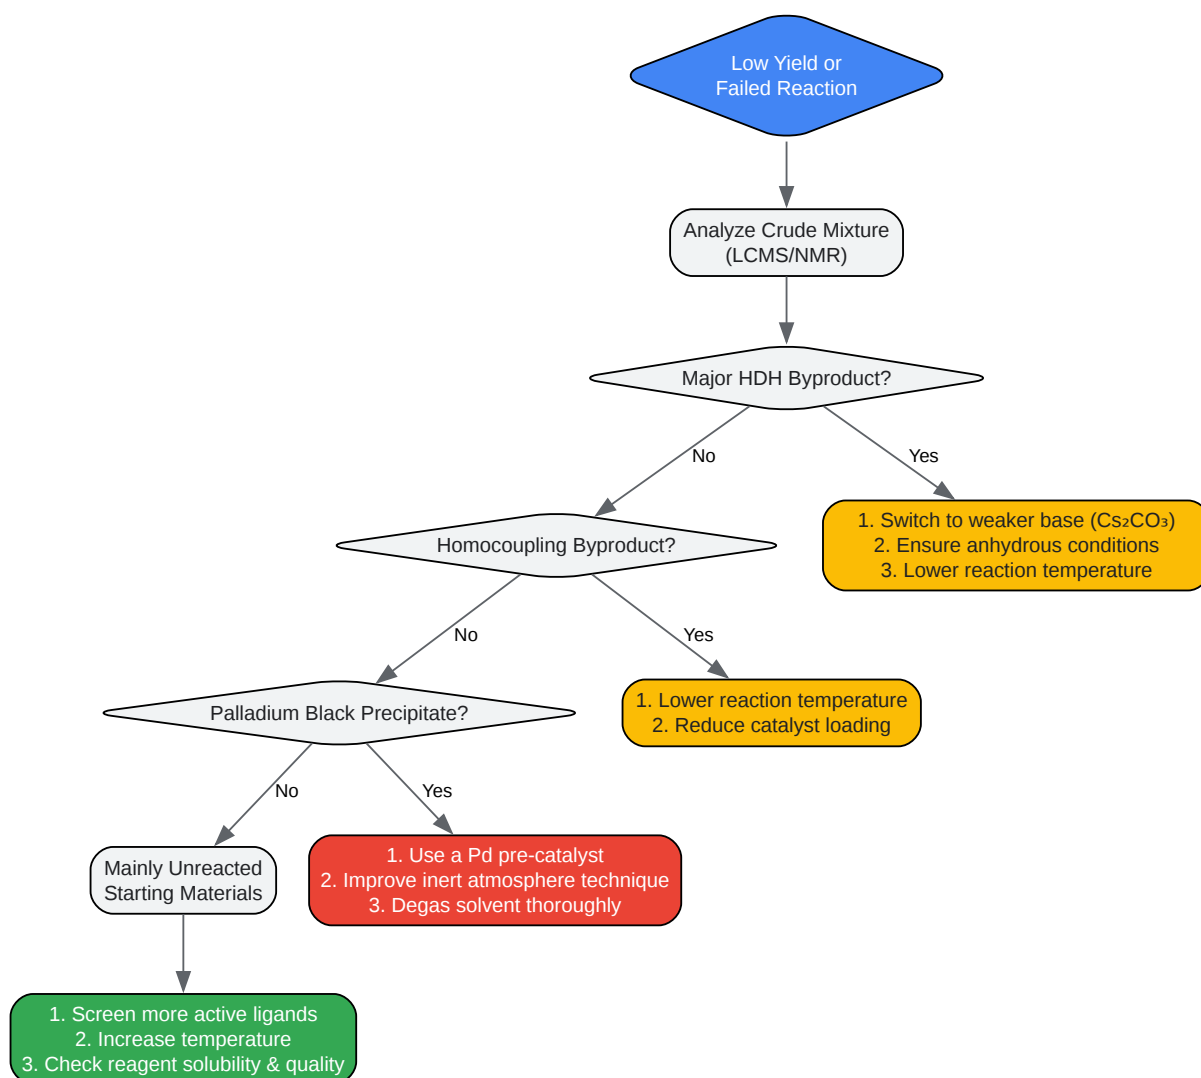 Low Yield or
Failed Reaction
Analyze Crude Mixture
(LCMS/NMR)
Major HDH Byproduct?
No
Yes
1. Switch to weaker base (Cs₂CO₃)
2. Ensure anhydrous conditions
3. Lower reaction temperature
Homocoupling Byproduct?
No
Yes
1. Lower reaction temperature
2. Reduce catalyst loading
Palladium Black Precipitate?
No
Yes
Mainly Unreacted
Starting Materials
1. Use a Pd pre-catalyst
2. Improve inert atmosphere technique
3. Degas solvent thoroughly
1. Screen more active ligands
2. Increase temperature
3. Check reagent solubility & quality